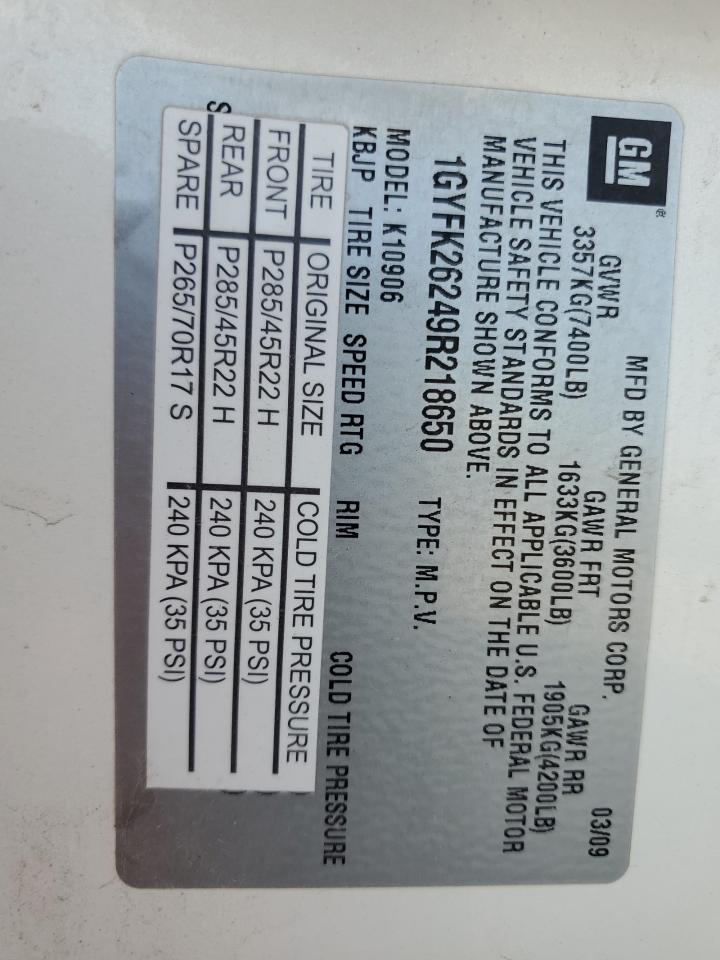 GM®
MFD BY GENERAL MOTORS CORP. 03/09
GVWR GAWR FRT GAWR RR
3357KG(7400LB) 1633KG(3600LB) 1905KG(4200LB)
THIS VEHICLE CONFORMS TO ALL APPLICABLE U.S. FEDERAL MOTOR
VEHICLE SAFETY STANDARDS IN EFFECT ON THE DATE OF
MANUFACTURE SHOWN ABOVE.
1GYFK26249R218650 TYPE: M.P.V.
MODEL: K10906
KBJP TIRE SIZE SPEED RTG RIM COLD TIRE PRESSURE
TIRE ORIGINAL SIZE COLD TIRE PRESSURE
FRONT P285/45R22 H 240 KPA (35 PSI)
REAR P285/45R22 H 240 KPA (35 PSI)
SPARE P265/70R17 S 240 KPA (35 PSI)